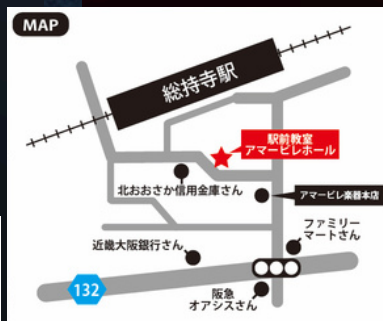 MAP
総持寺駅
駅前教室
アマービレホール
北おおさか信用金庫さん
アマービレ楽器本店
ファミリー
マートさん
近畿大阪銀行さん
132
阪急
オアシスさん